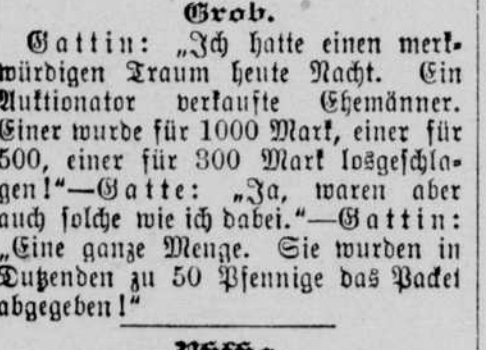 Grob.
Gattin: „Ich hatte einen merk-
würdigen Traum heute Nacht. Ein
Auktionator verkaufte Ehemänner.
Einer wurde für 1000 Mark, einer für
500, einer für 300 Mark losgeschla-
gen!“—Gatte: „Ja, waren aber
auch solche wie ich dabei.“—Gattin:
„Eine ganze Menge. Sie wurden in
Dutzenden zu 50 Pfennige das Packet
abgegeben!“